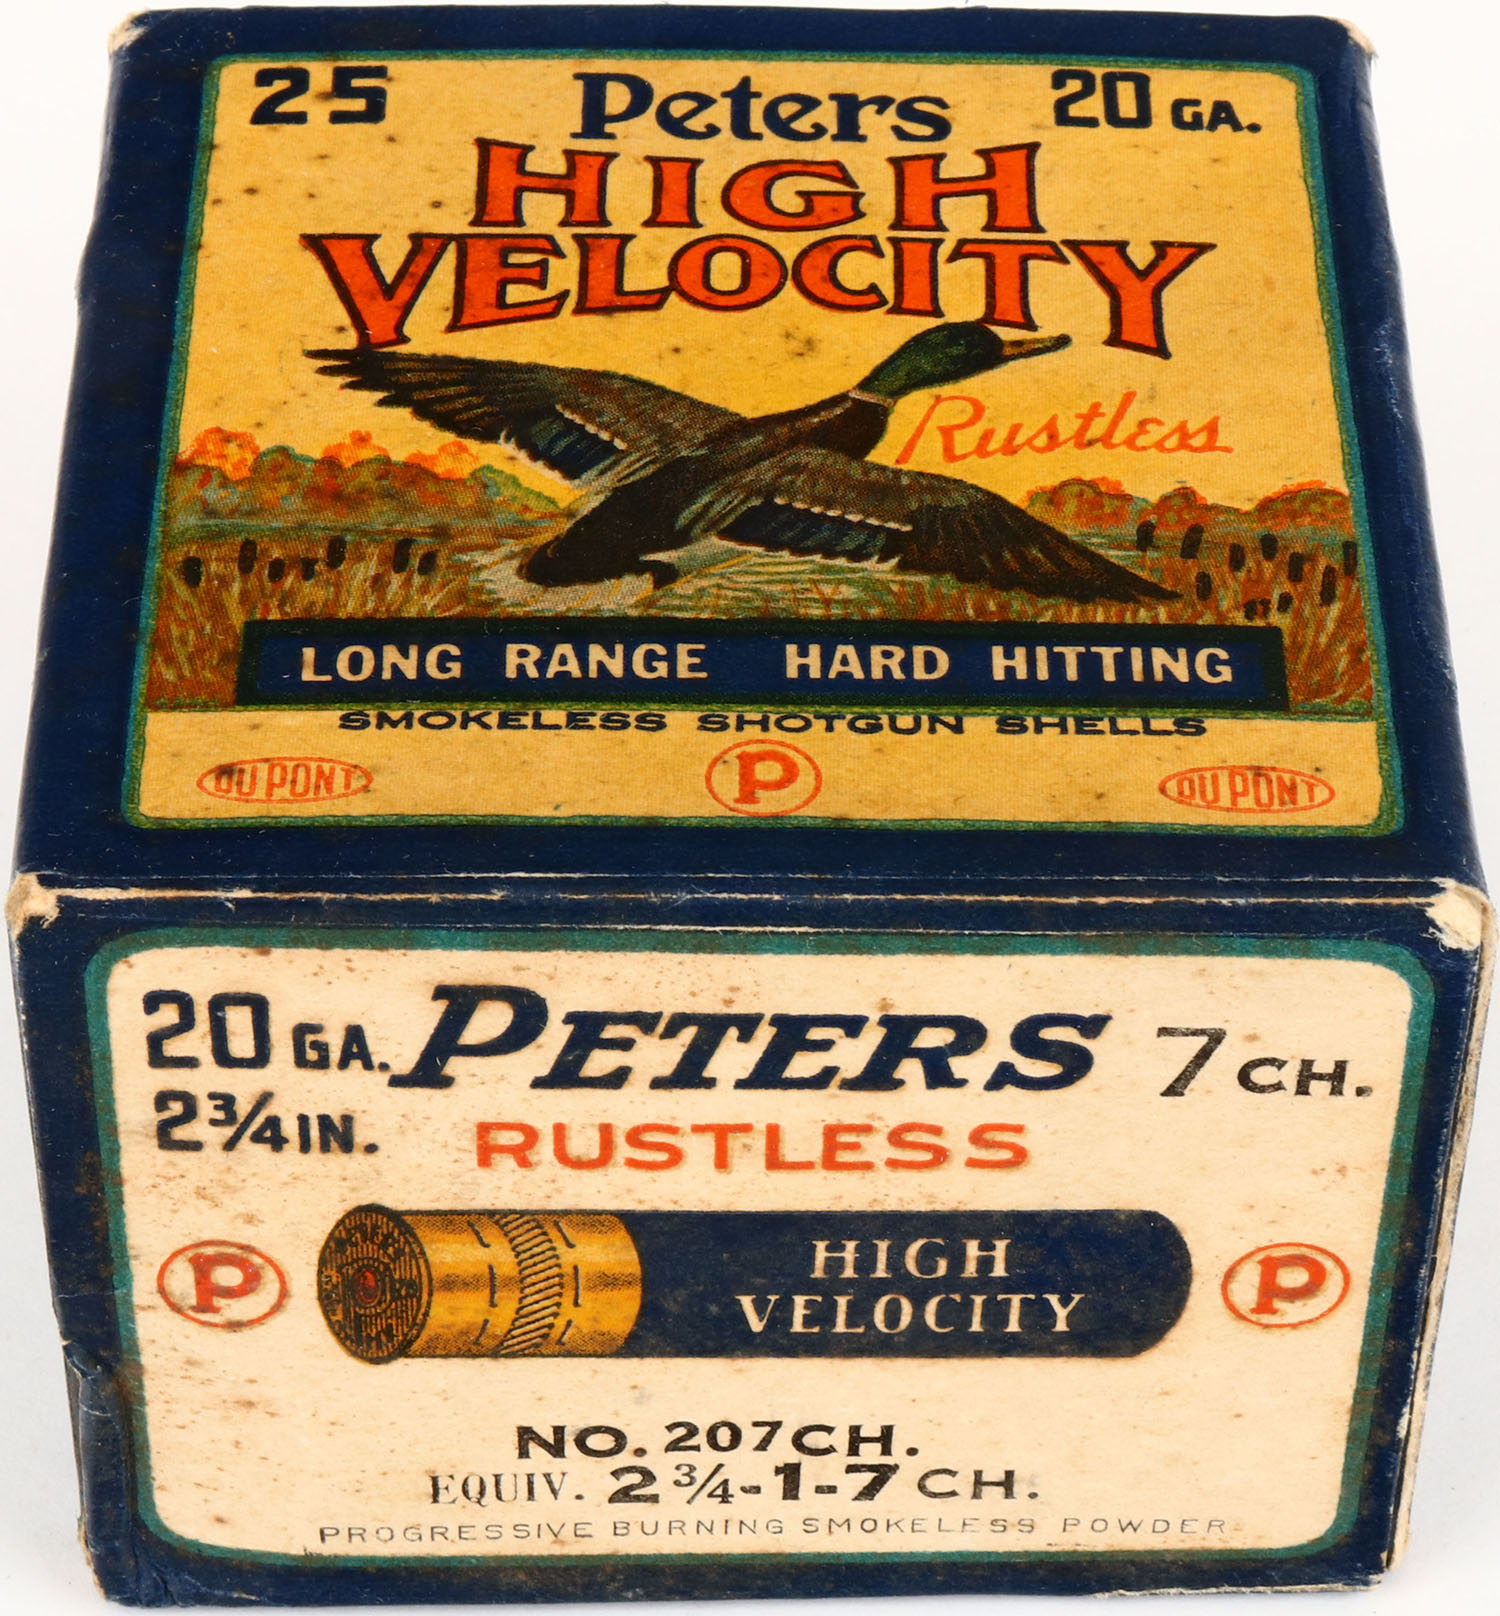 25 Peters 20 GA.
HIGH
VELOCITY
Rustless
LONG RANGE HARD HITTING
SMOKELESS SHOTGUN SHELLS
DU PONT P DU PONT
20 GA. PETERS 7 CH.
2¾ IN.
RUSTLESS
P HIGH P
VELOCITY
NO. 207 CH.
EQUIV. 2¾-1-7 CH.
PROGRESSIVE BURNING SMOKELESS POWDER